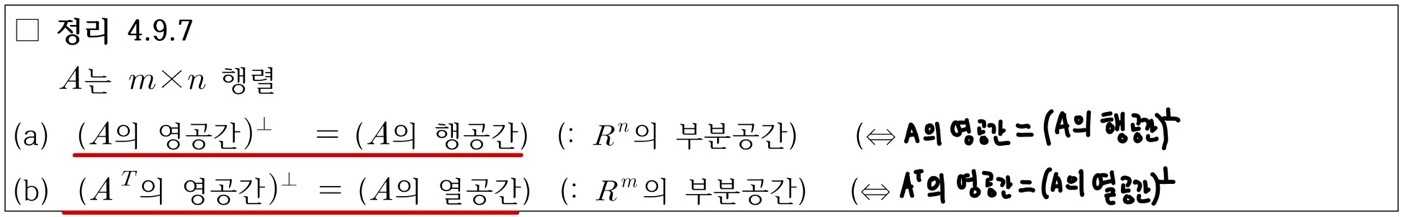 □ 정리 4.9.7
A는 m×n 행렬
(a) (A의 영공간)⊥ = (A의 행공간) (: Rⁿ의 부분공간) (⇔ A의 영공간 = (A의 행공간)⊥
(b) (Aᵀ의 영공간)⊥ = (A의 열공간) (: Rᵐ의 부분공간) (⇔ Aᵀ의 영공간 = (A의 열공간)⊥